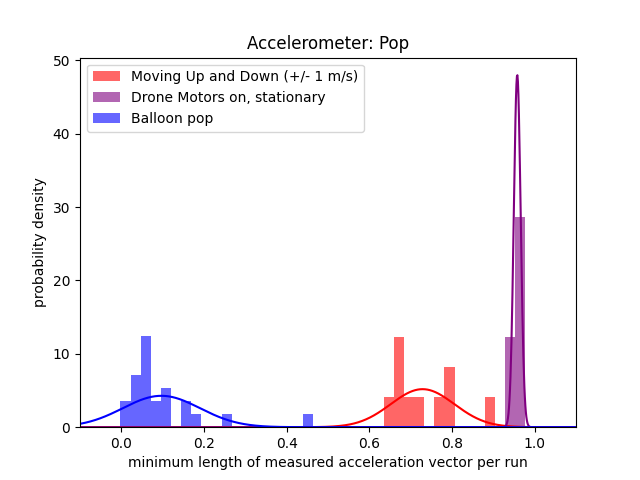 Accelerometer: Pop
Moving Up and Down (+/- 1 m/s)
Drone Motors on, stationary
Balloon pop
probability density
50
40
30
20
10
0
0.0 0.2 0.4 0.6 0.8 1.0
minimum length of measured acceleration vector per run